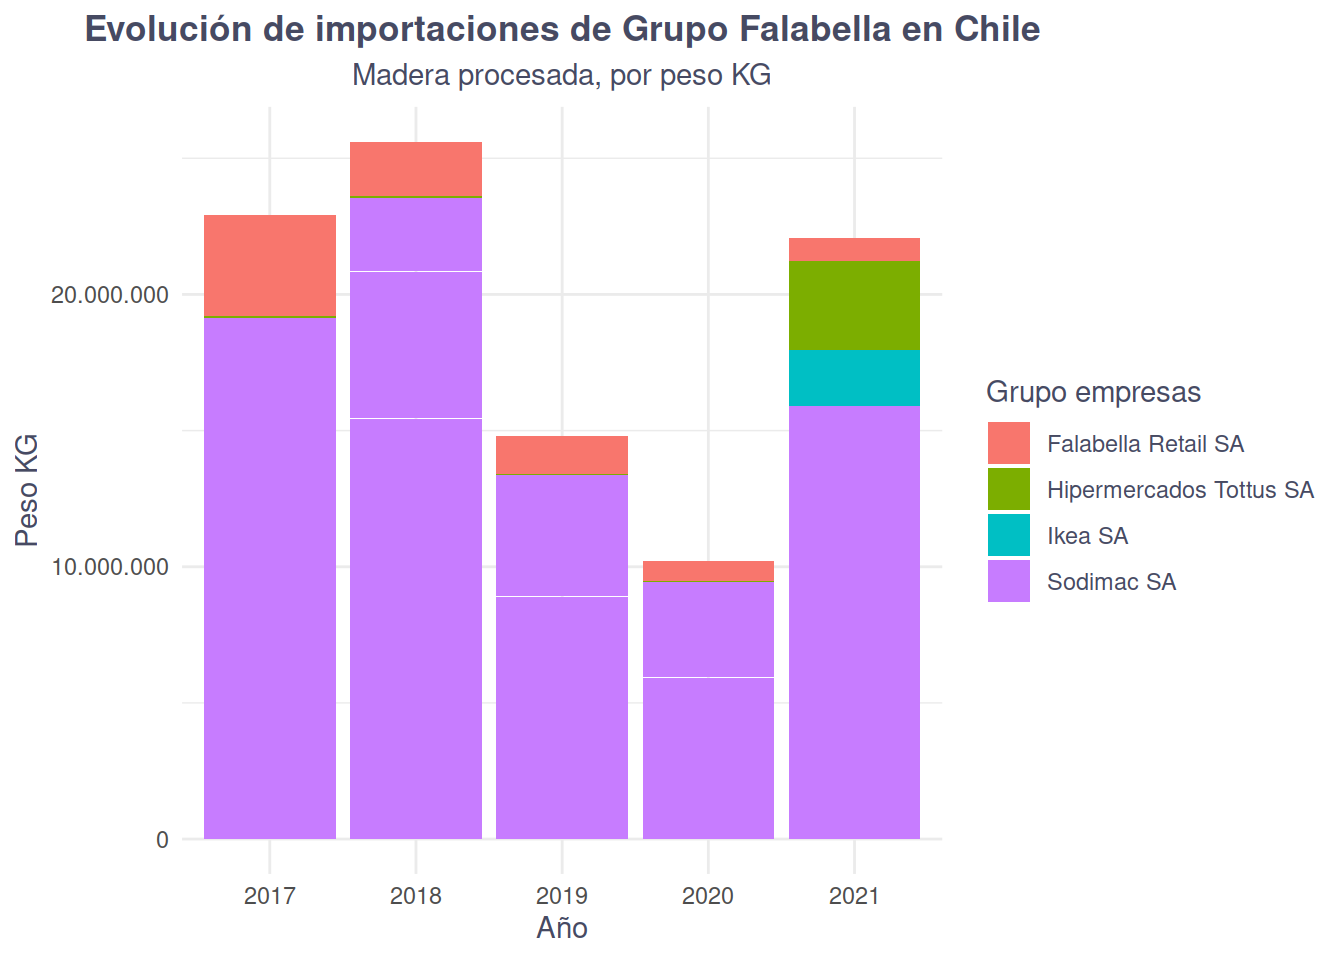 Evolución de importaciones de Grupo Falabella en Chile
Madera procesada, por peso KG
Peso KG
20.000.000
10.000.000
0
2017
2018
2019
2020
2021
Año
Grupo empresas
Falabella Retail SA
Hipermercados Tottus SA
Ikea SA
Sodimac SA